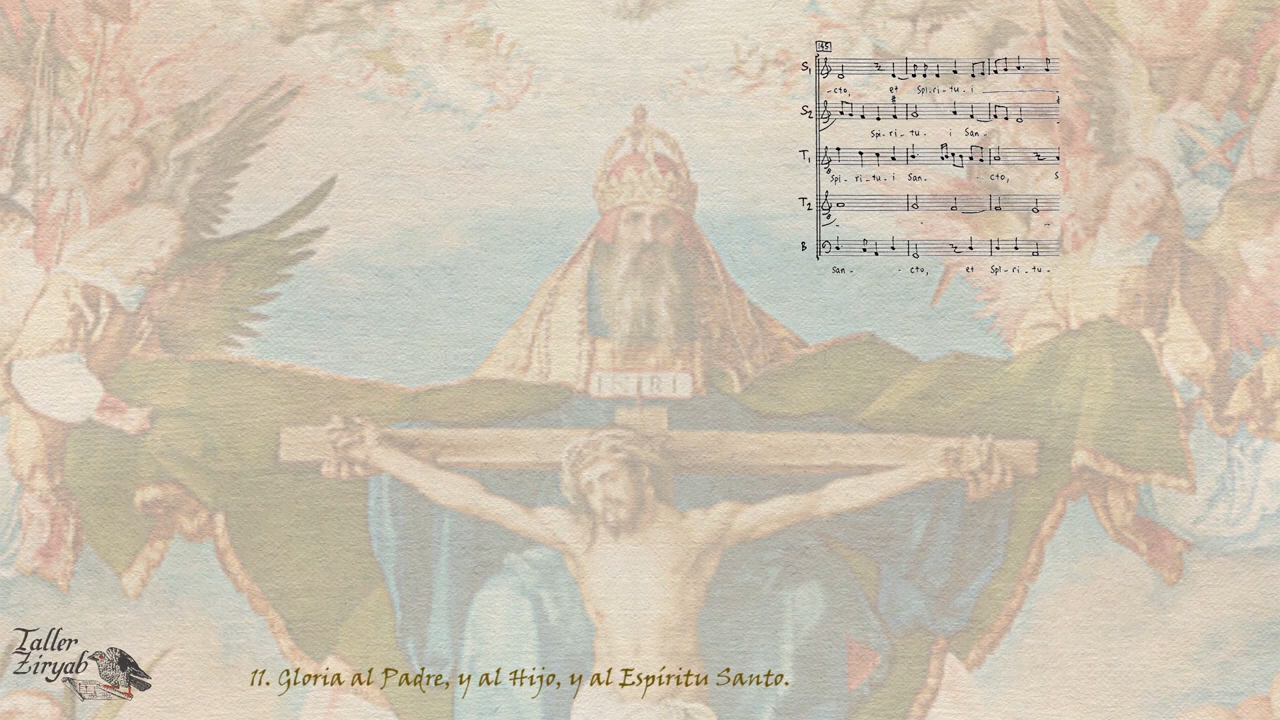 145
S1
-cto, et Spi-ri-tu-i
S2
Spi-ri-tu-i San-
T1
Spi-ri-tu-i San- -cto, S
T2
B
San- -cto, et Spi-ri-tu-
INRI
Taller
Ziryab
11. Gloria al Padre, y al Hijo, y al Espíritu Santo.